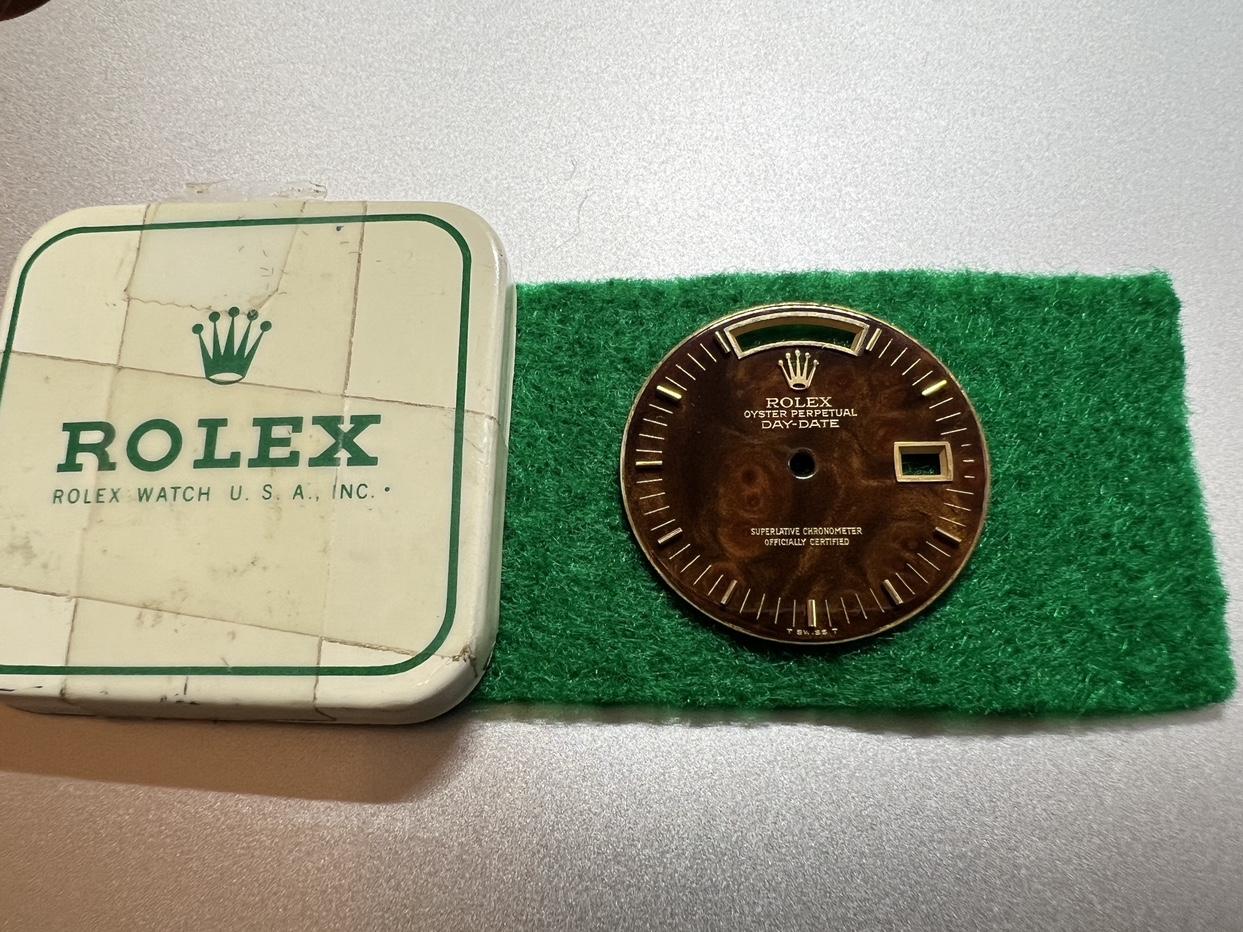 ROLEX
ROLEX WATCH U. S. A., INC.
ROLEX
OYSTER PERPETUAL
DAY-DATE
SUPERLATIVE CHRONOMETER
OFFICIALLY CERTIFIED
T SWISS T